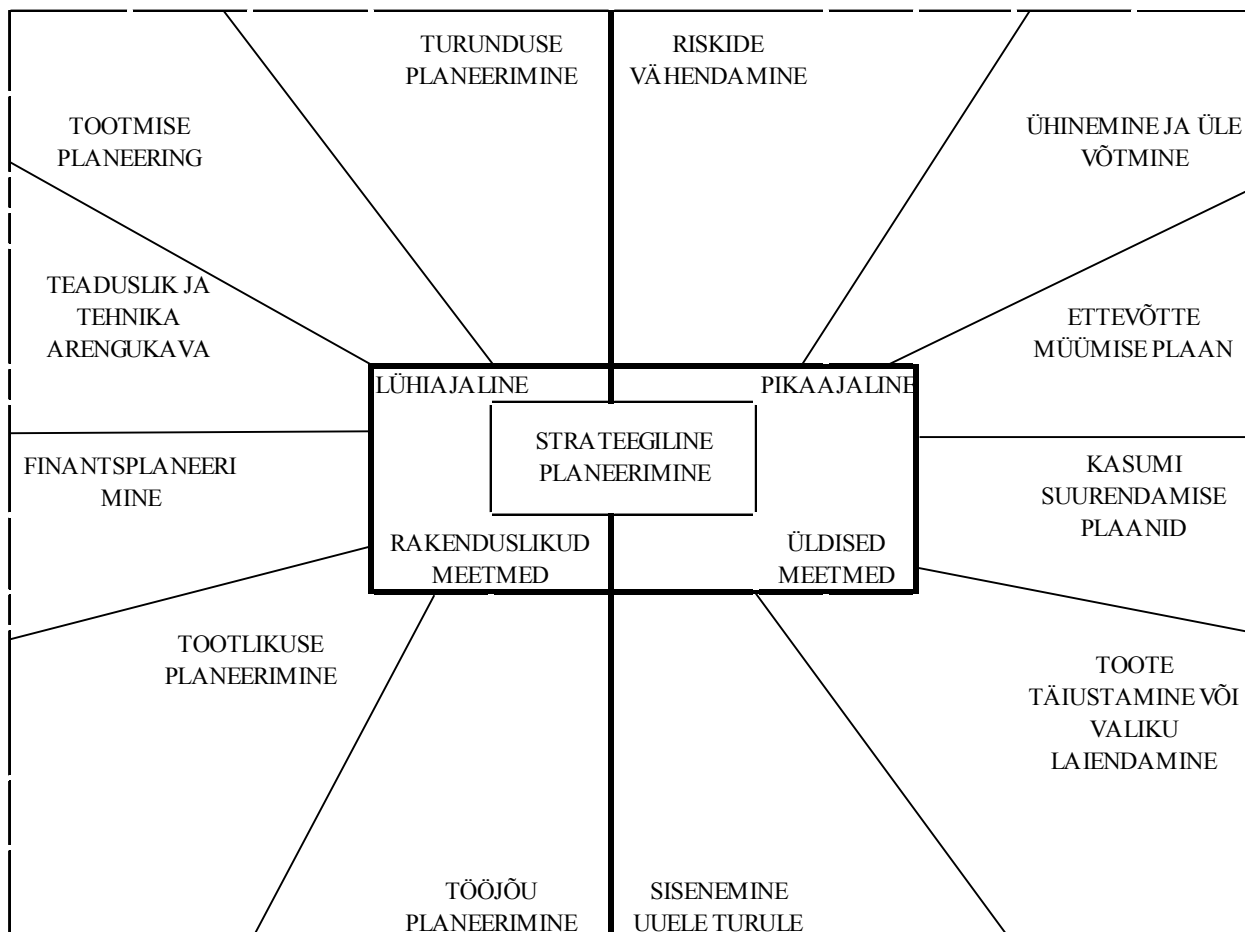 TURUNDUSE
PLANEERIMINE
RISKIDE
VÄHENDAMINE
TOOTMISE
PLANEERING
ÜHINEMINE JA ÜLE
VÕTMINE
TEADUSLIK JA
TEHNIKA
ARENGUKAVA
ETTEVÕTTE
MÜÜMISE PLAAN
LÜHIAJALINE
PIKAAJALINE
STRATEEGILINE
PLANEERIMINE
FINANTSPLANEERI
MINE
KASUMI
SUURENDAMISE
PLAANID
RAKENDUSLIKUD
MEETMED
ÜLDISED
MEETMED
TOOTLIKUSE
PLANEERIMINE
TOOTE
TÄIUSTAMINE VÕI
VALIKU
LAIENDAMINE
TÖÖJÕU
PLANEERIMINE
SISENEMINE
UUELE TURULE